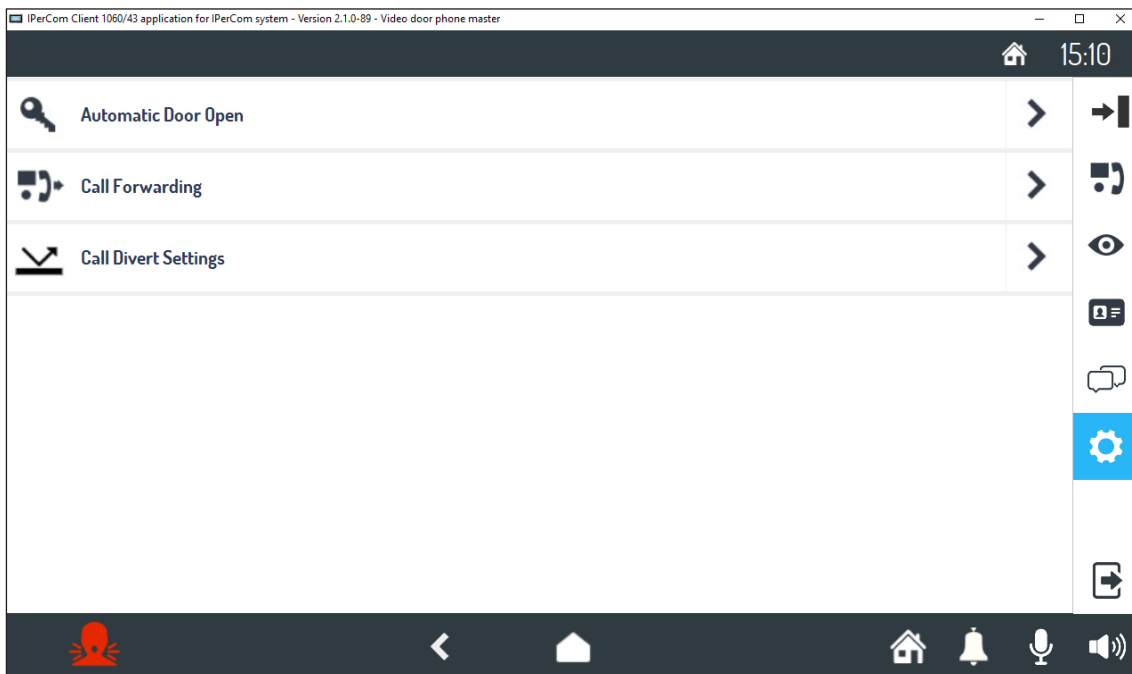 IPerCom Client 1060/43 application for IPerCom system - Version 2.1.0-89 - Video door phone master
15:10
Automatic Door Open
Call Forwarding
Call Divert Settings